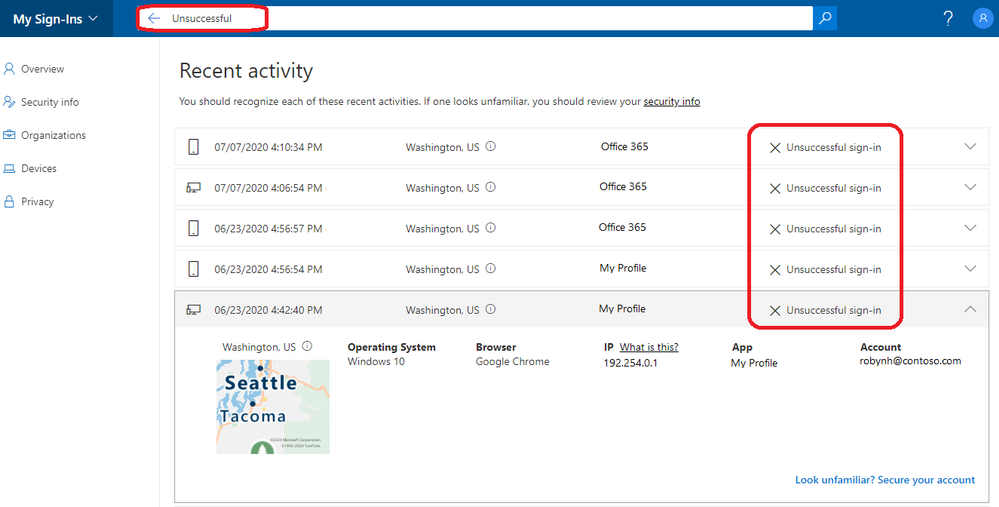 My Sign-Ins
Unsuccessful
?
Overview
Security info
Organizations
Devices
Privacy
Recent activity
You should recognize each of these recent activities. If one looks unfamiliar, you should review your security info
07/07/2020 4:10:34 PM Washington, US Office 365 Unsuccessful sign-in
07/07/2020 4:06:54 PM Washington, US Office 365 Unsuccessful sign-in
06/23/2020 4:56:57 PM Washington, US Office 365 Unsuccessful sign-in
06/23/2020 4:56:54 PM Washington, US My Profile Unsuccessful sign-in
06/23/2020 4:42:40 PM Washington, US My Profile Unsuccessful sign-in
Washington, US
Seattle
Tacoma
©2020 Microsoft Corporation
Operating System
Windows 10
Browser
Google Chrome
IP What is this?
192.254.0.1
App
My Profile
Account
robynh@contoso.com
Look unfamiliar? Secure your account